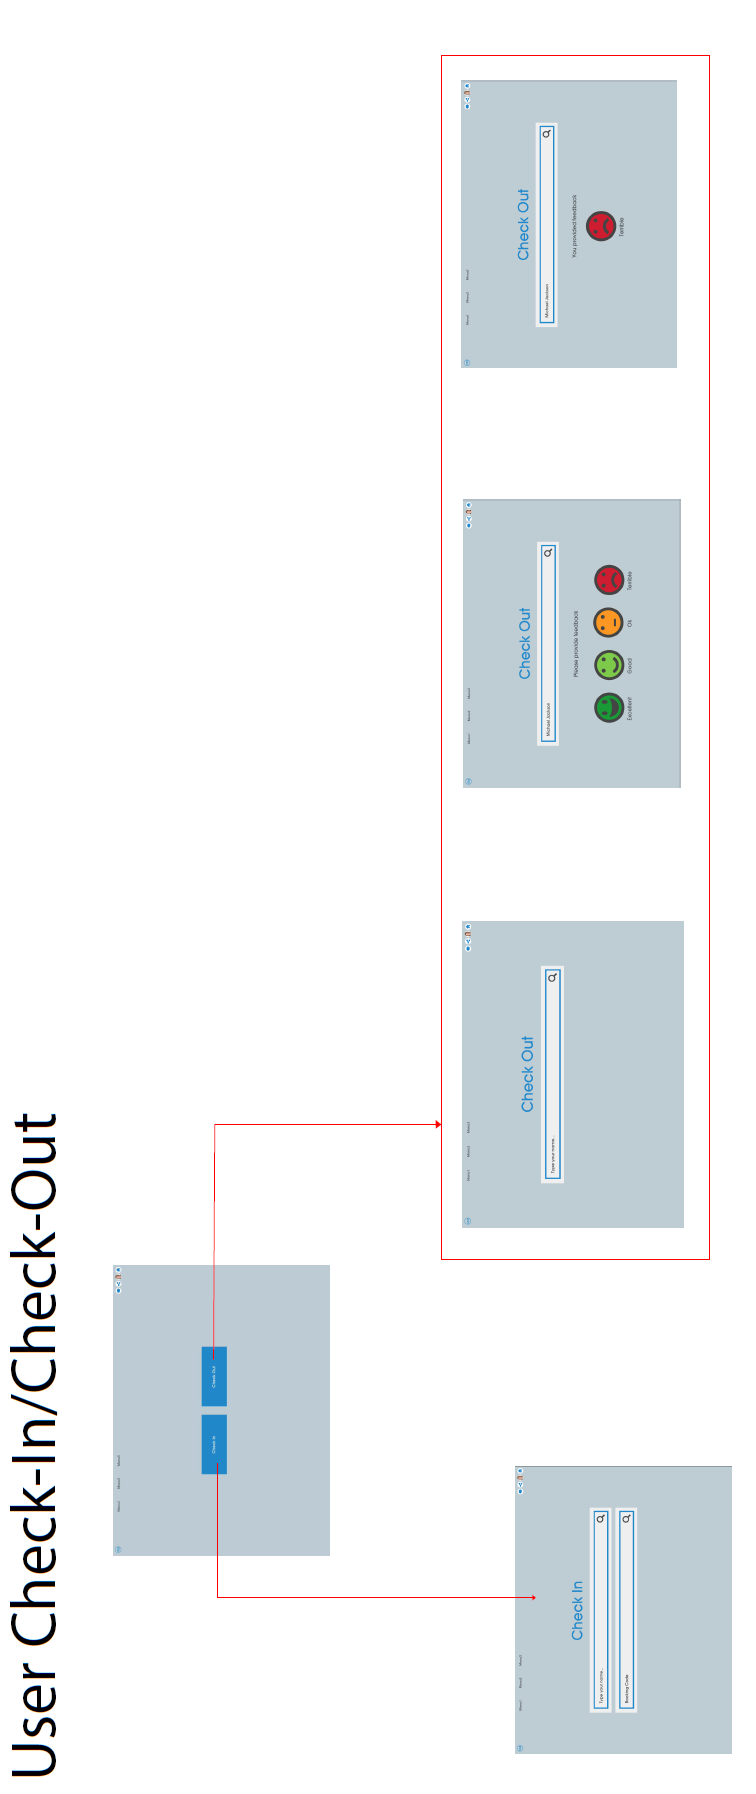 User Check-In/Check-Out
Check In
Check Out
Check In
Type your name...
Booking Code
Check Out
Type your name...
Check Out
Michael Jackson
Please provide feedback
Excellent
Good
Ok
Terrible
Check Out
Michael Jackson
You provided feedback
Terrible